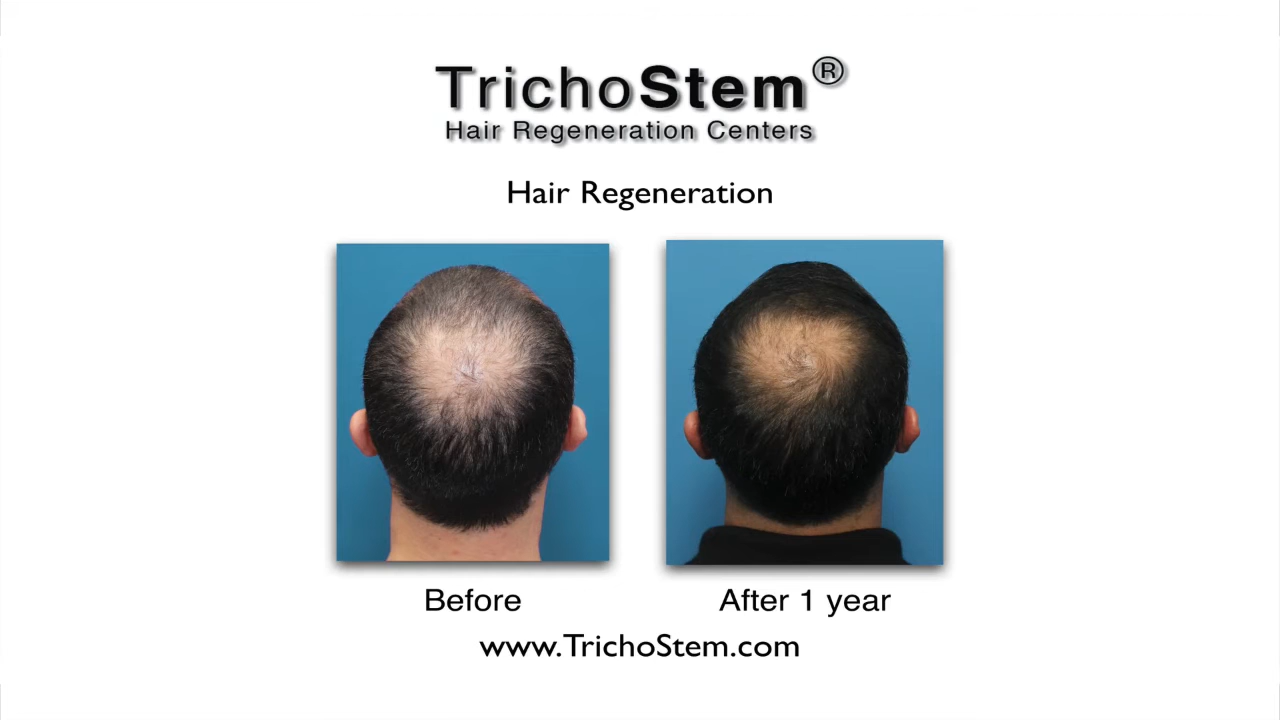 TrichoStem®
Hair Regeneration Centers
Hair Regeneration
Before
After 1 year
www.TrichoStem.com